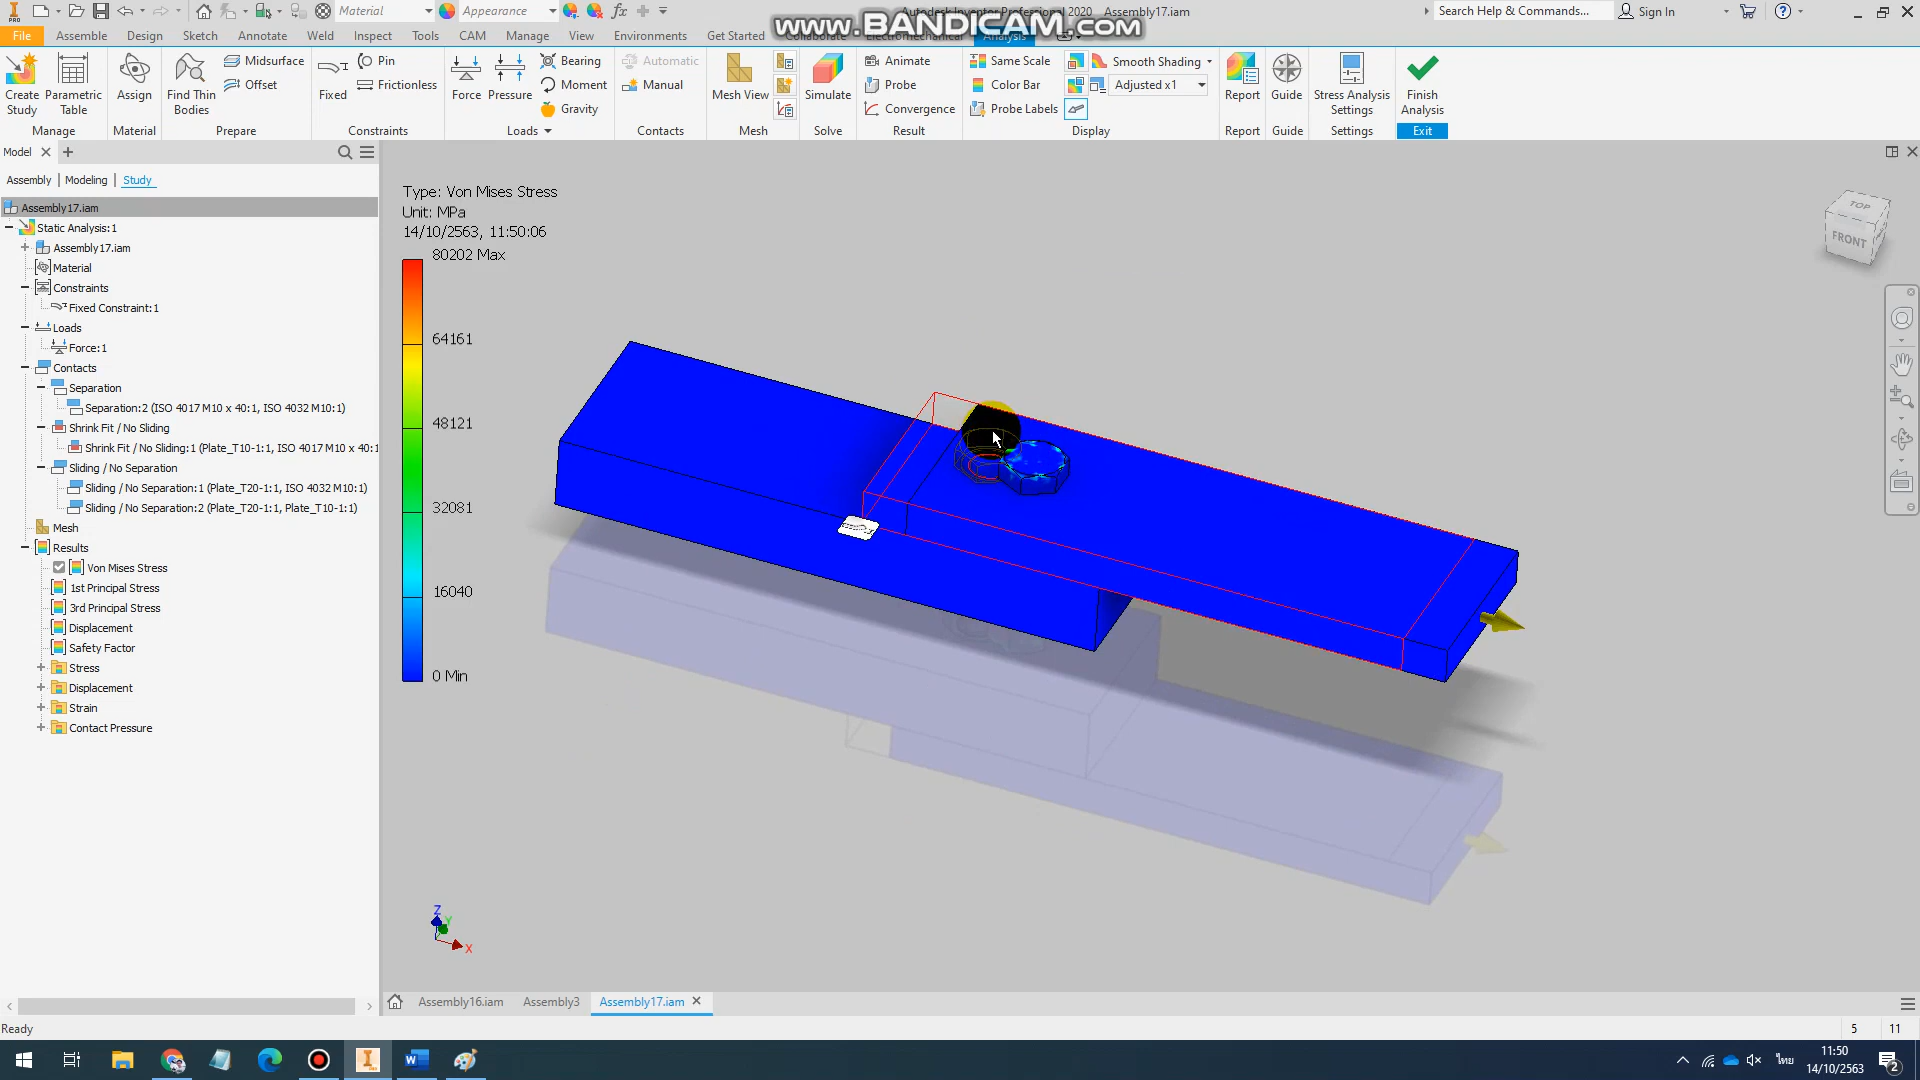 Material
Appearance
Autodesk Inventor Professional 2020   Assembly17.iam
Search Help & Commands...
Sign In
www.BANDICAM.com
File
Assemble
Design
Sketch
Annotate
Weld
Inspect
Tools
CAM
Manage
View
Environments
Get Started
Collaborate
Electromechanical
Analysis
Create Study
Parametric Table
Manage
Assign
Material
Find Thin Bodies
Midsurface
Offset
Prepare
Fixed
Pin
Frictionless
Constraints
Force
Pressure
Bearing
Moment
Gravity
Loads
Automatic
Manual
Contacts
Mesh View
Mesh
Simulate
Solve
Animate
Probe
Convergence
Result
Same Scale
Color Bar
Probe Labels
Smooth Shading
Adjusted x1
Display
Report
Report
Guide
Guide
Stress Analysis Settings
Settings
Finish Analysis
Exit
Model
Assembly
Modeling
Study
Assembly17.iam
Static Analysis:1
Assembly17.iam
Material
Constraints
Fixed Constraint:1
Loads
Force:1
Contacts
Separation
Separation:2 (ISO 4017 M10 x 40:1, ISO 4032 M10:1)
Shrink Fit / No Sliding
Shrink Fit / No Sliding:1 (Plate_T10-1:1, ISO 4017 M10 x 40:1
Sliding / No Separation
Sliding / No Separation:1 (Plate_T20-1:1, ISO 4032 M10:1)
Sliding / No Separation:2 (Plate_T20-1:1, Plate_T10-1:1)
Mesh
Results
Von Mises Stress
1st Principal Stress
3rd Principal Stress
Displacement
Safety Factor
Stress
Displacement
Strain
Contact Pressure
Type: Von Mises Stress
Unit: MPa
14/10/2563, 11:50:06
80202 Max
64161
48121
32081
16040
0 Min
TOP
FRONT
Z
Y
X
Assembly16.iam
Assembly3
Assembly17.iam
Ready
5
11
ไทย
11:50
14/10/2563
2